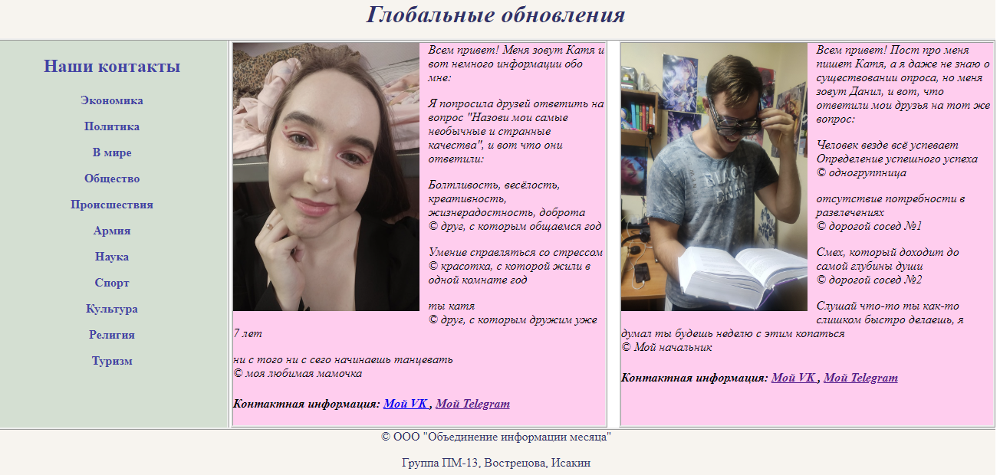 Глобальные обновления
Наши контакты
Экономика
Политика
В мире
Общество
Происшествия
Армия
Наука
Спорт
Культура
Религия
Туризм
Всем привет! Меня зовут Катя и
вот немного информации обо
мне:
Я попросила друзей ответить на
вопрос "Назови мои самые
необычные и странные
качества", и вот что они
ответили:
Болтливость, весёлость,
креативность,
жизнерадостность, доброта
© друг, с которым общаемся год
Умение справляться со стрессом
© красотка, с которой жили в
одной комнате год
ты катя
© друг, с которым дружим уже
7 лет
ни с того ни с сего начинаешь танцевать
© моя любимая мамочка
Контактная информация: Мой VK , Мой Telegram
Всем привет! Пост про меня
пишет Катя, а я даже не знаю о
существовании опроса, но меня
зовут Данил, и вот, что
ответили мои друзья на тот же
вопрос:
Человек везде всё успевает
Определение успешного успеха
© одногруппница
отсутствие потребности в
развлечениях
© дорогой сосед №1
Смех, который доходит до
самой глубины души
© дорогой сосед №2
Слушай что-то ты как-то
слишком быстро делаешь, я
думал ты будешь неделю с этим копаться
© Мой начальник
Контактная информация: Мой VK , Мой Telegram
BLACK
DNM
© ООО "Объединение информации месяца"
Группа ПМ-13, Вострецова, Исакин